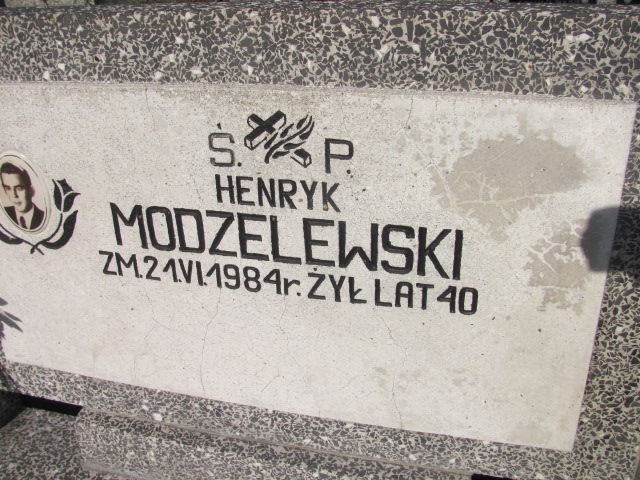 Ś. P.
HENRYK
MODZELEWSKI
ZM.21.VI.1984r. ŻYŁ LAT 40